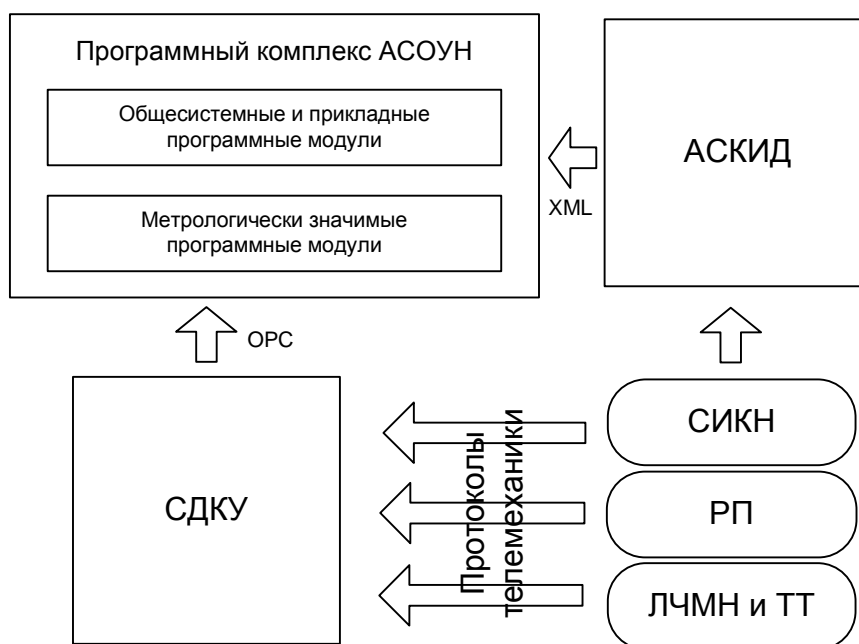 Программный комплекс АСОУН
Общесистемные и прикладные
программные модули
Метрологически значимые
программные модули
АСКИД
XML
OPC
СДКУ
Протоколы
телемеханики
СИКН
РП
ЛЧМН и ТТ